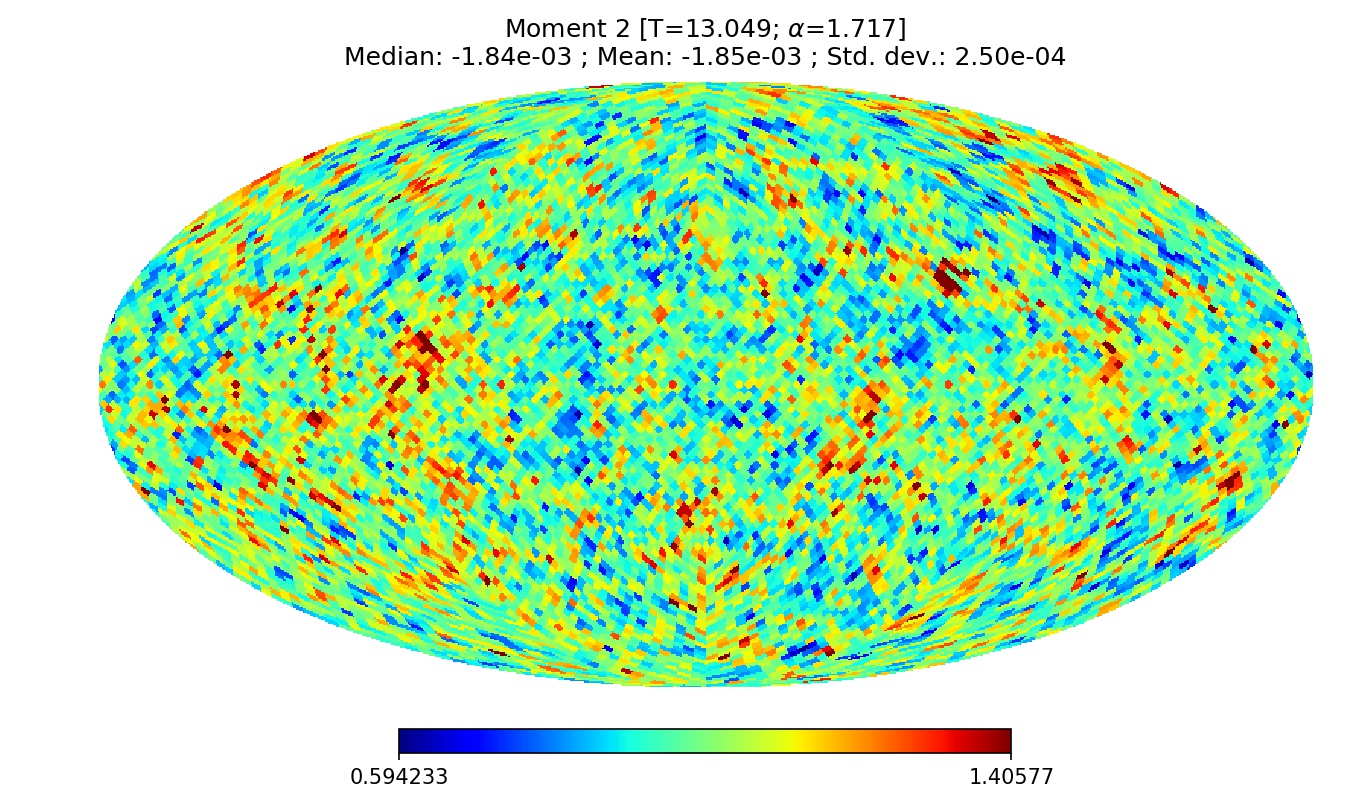 Moment 2 [T=13.049; α=1.717]
Median: -1.84e-03 ; Mean: -1.85e-03 ; Std. dev.: 2.50e-04
0.594233 1.40577